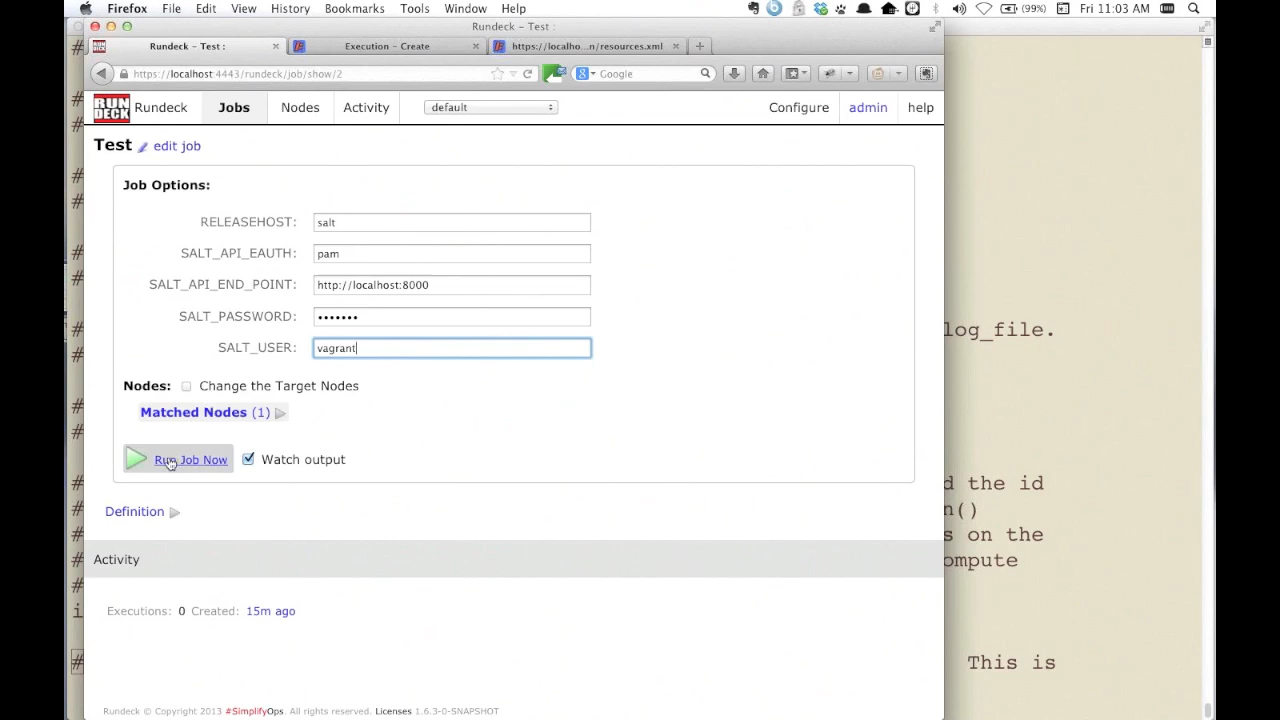 Firefox File Edit View History Bookmarks Tools Window Help (99%) Fri 11:03 AM
Rundeck - Test :
Rundeck - Test : Execution - Create https://localho...n/resources.xml
https://localhost:4443/rundeck/job/show/2 Google
RUN DECK Rundeck Jobs Nodes Activity default Configure admin help
Test edit job
Job Options:
RELEASEHOST: salt
SALT_API_EAUTH: pam
SALT_API_END_POINT: http://localhost:8000
SALT_PASSWORD: •••••••
SALT_USER: vagrant
Nodes: Change the Target Nodes
Matched Nodes (1)
Run Job Now Watch output
Definition
Activity
Executions: 0 Created: 15m ago
Rundeck © Copyright 2013 #SimplifyOps. All rights reserved. Licenses 1.6.3-0-SNAPSHOT
log_file.
d the id
n()
s on the
ompute
This is